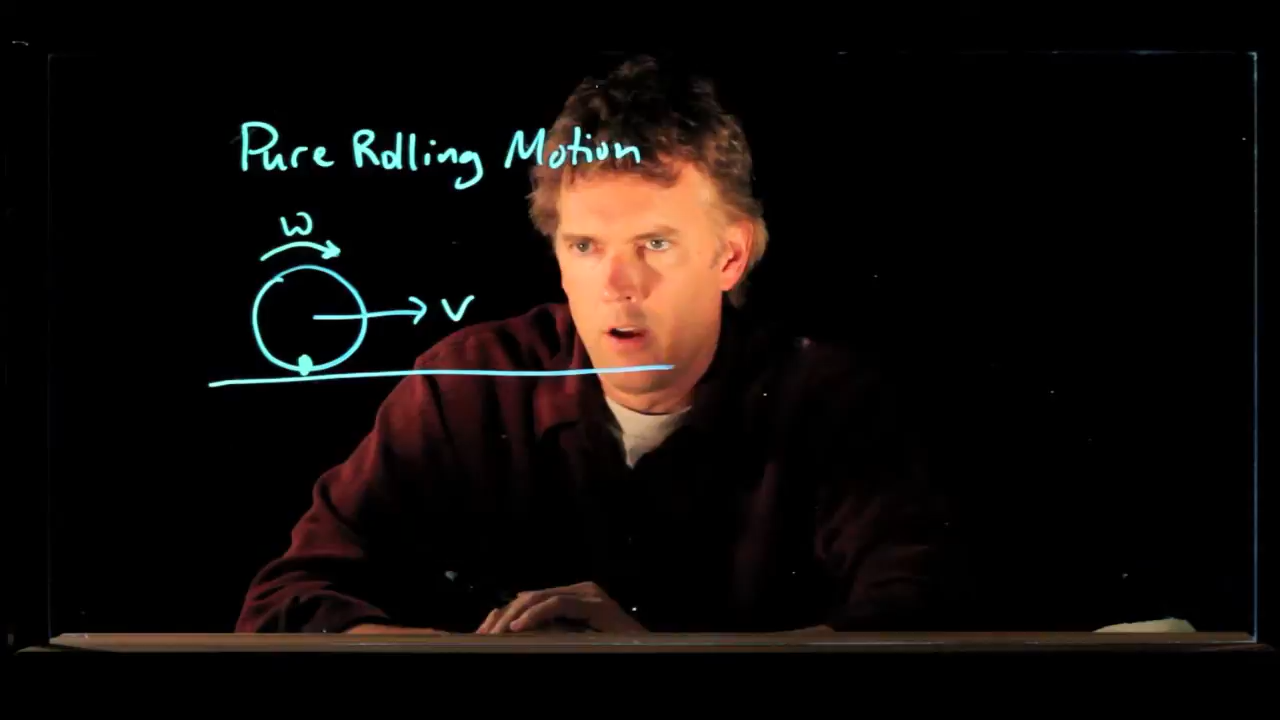 Pure Rolling Motion
ω
v